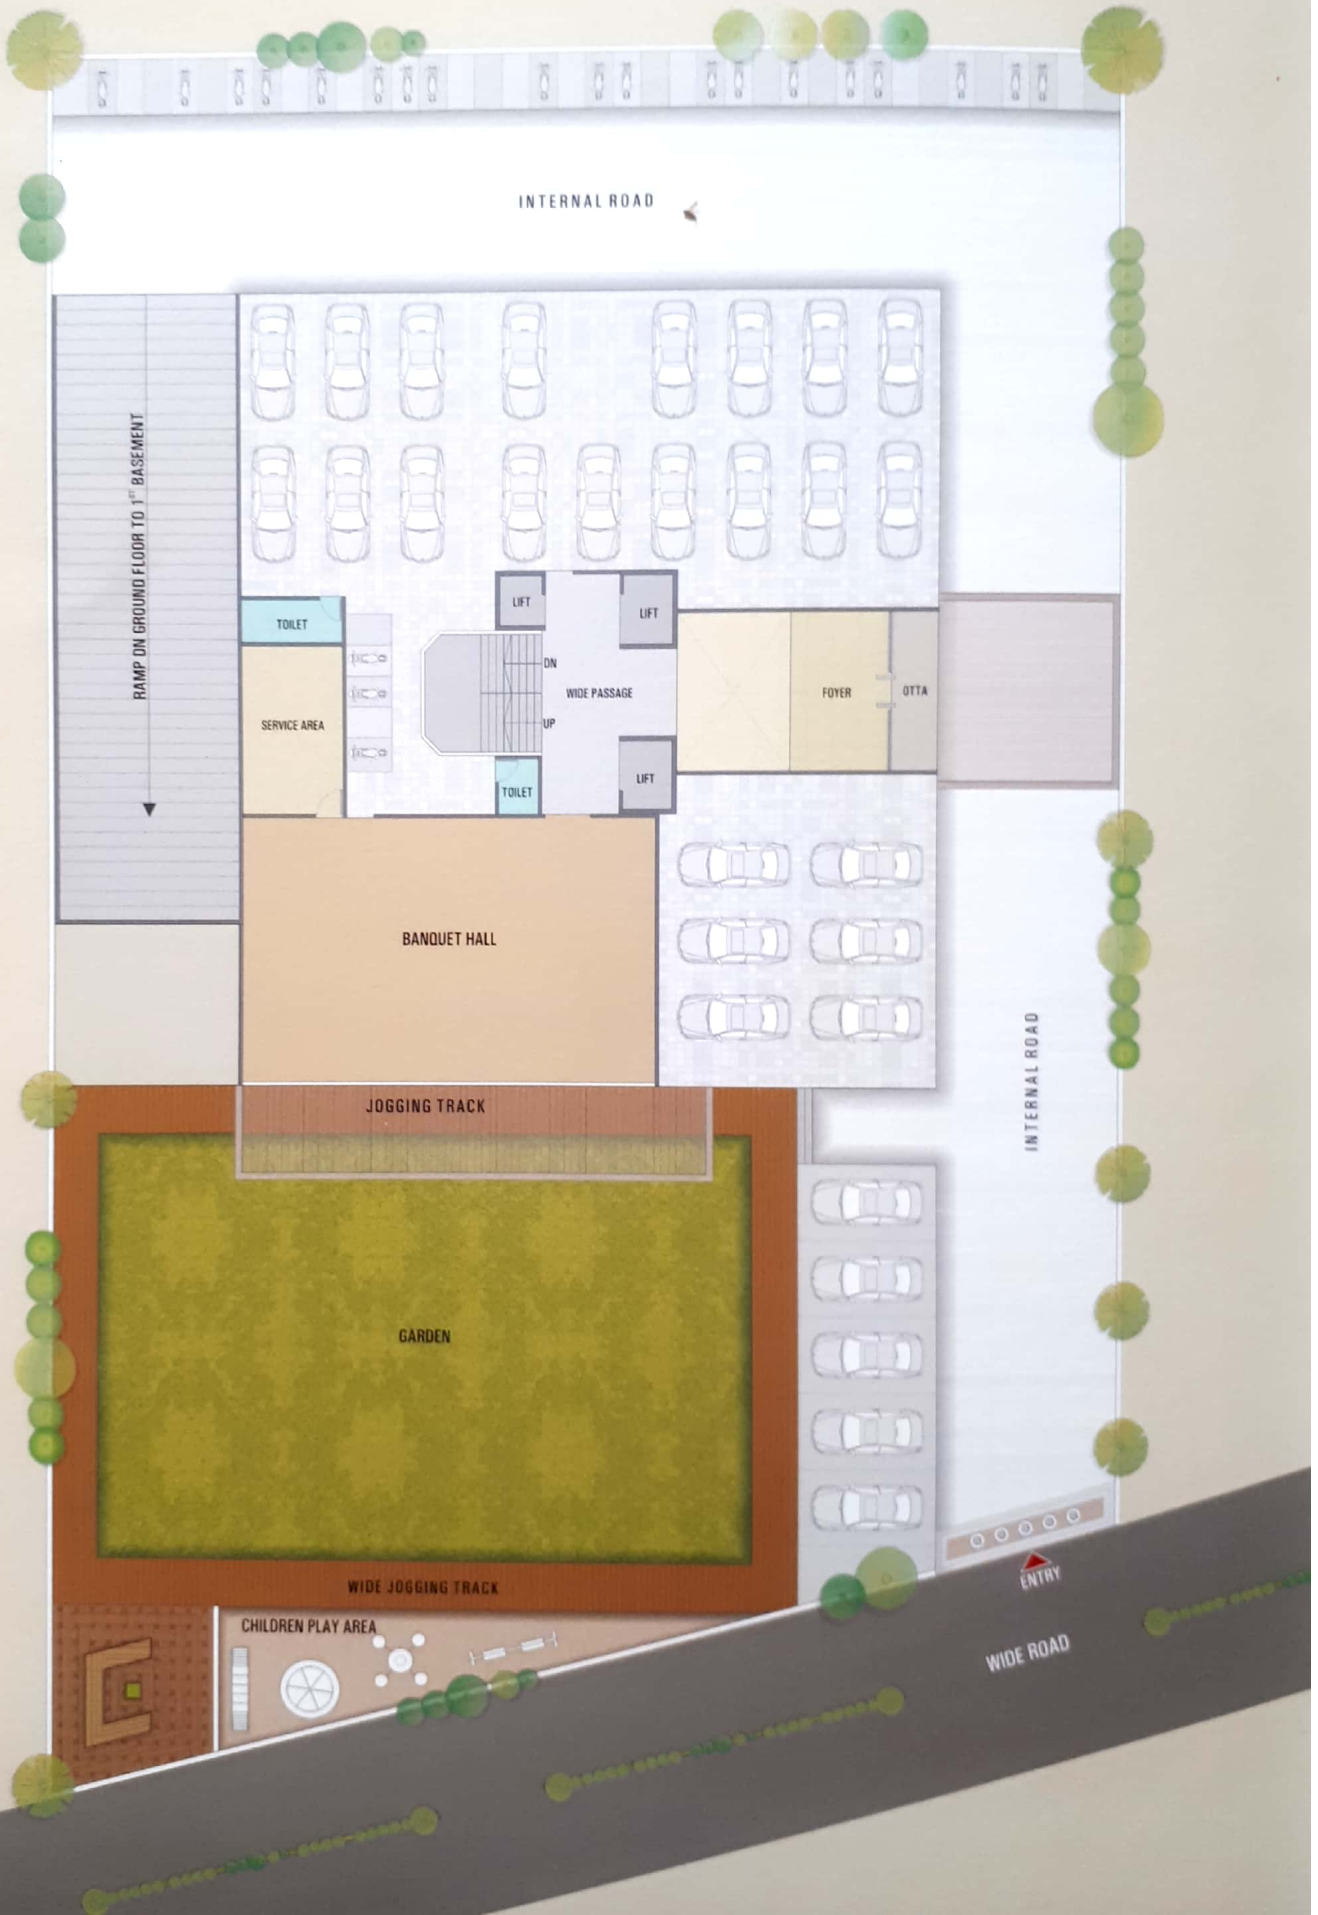 INTERNAL ROAD
RAMP ON GROUND FLOOR TO 1ST BASEMENT
LIFT
LIFT
TOILET
DN
WIDE PASSAGE
FOYER
OTTA
SERVICE AREA
UP
LIFT
TOILET
BANQUET HALL
INTERNAL ROAD
JOGGING TRACK
GARDEN
WIDE JOGGING TRACK
ENTRY
CHILDREN PLAY AREA
WIDE ROAD